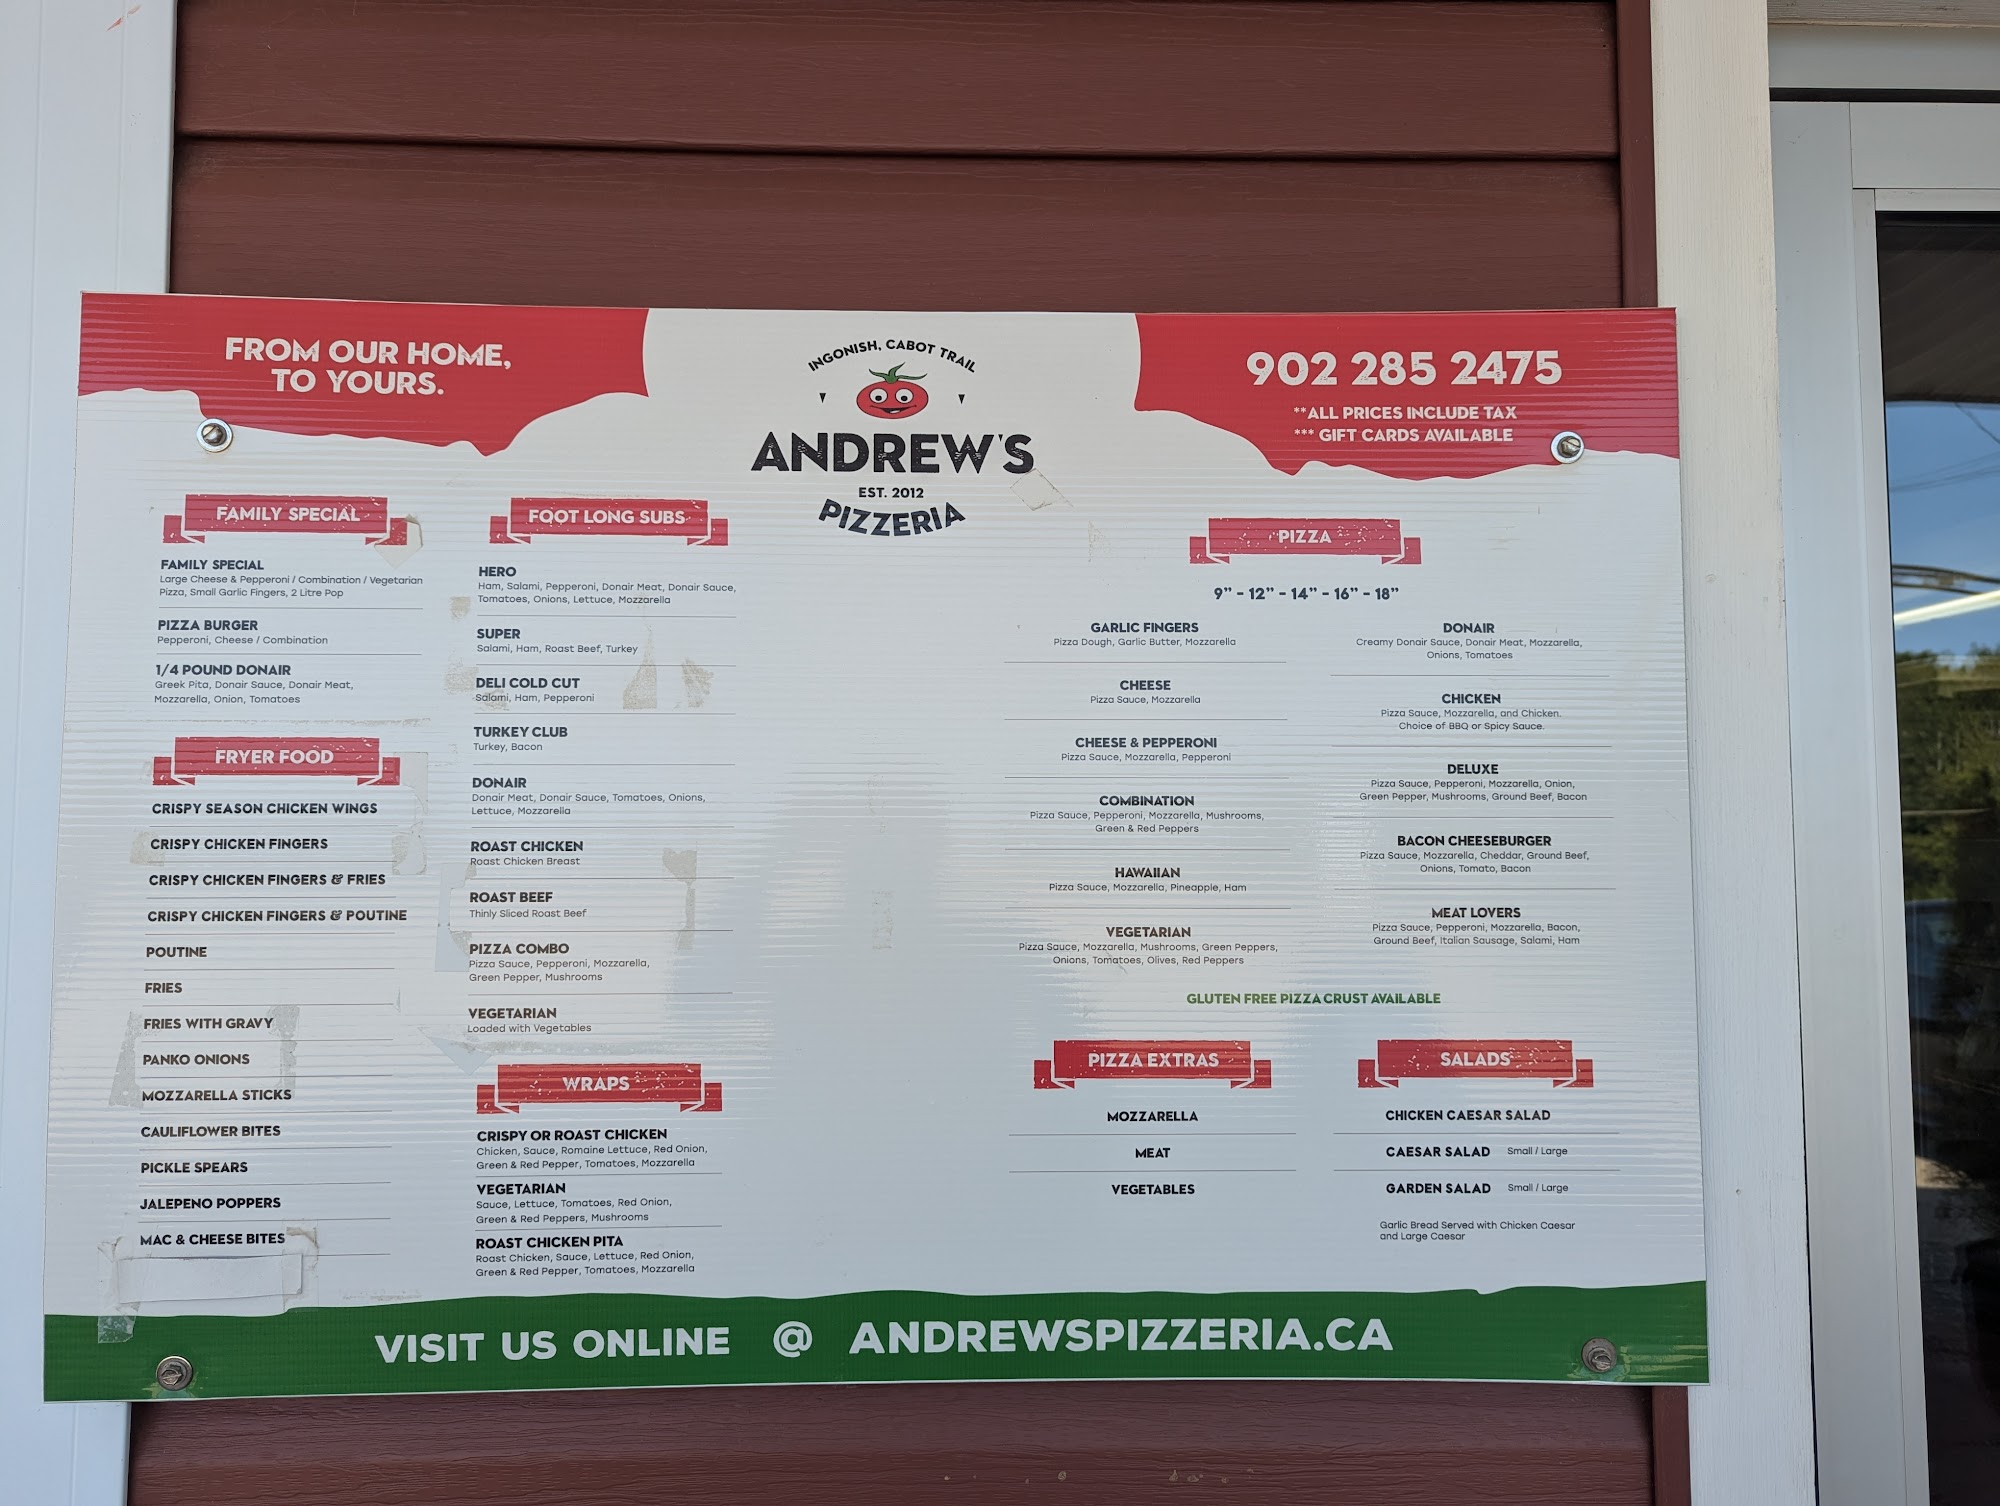 FROM OUR HOME,
TO YOURS.
INGONISH, CABOT TRAIL
ANDREW'S
EST. 2012
PIZZERIA
902 285 2475
**ALL PRICES INCLUDE TAX
*** GIFT CARDS AVAILABLE
FAMILY SPECIAL
FAMILY SPECIAL
Large Cheese & Pepperoni / Combination / Vegetarian
Pizza, Small Garlic Fingers, 2 Litre Pop
PIZZA BURGER
Pepperoni, Cheese / Combination
1/4 POUND DONAIR
Greek Pita, Donair Sauce, Donair Meat,
Mozzarella, Onion, Tomatoes
FRYER FOOD
CRISPY SEASON CHICKEN WINGS
CRISPY CHICKEN FINGERS
CRISPY CHICKEN FINGERS & FRIES
CRISPY CHICKEN FINGERS & POUTINE
POUTINE
FRIES
FRIES WITH GRAVY
PANKO ONIONS
MOZZARELLA STICKS
CAULIFLOWER BITES
PICKLE SPEARS
JALEPENO POPPERS
MAC & CHEESE BITES
FOOT LONG SUBS
HERO
Ham, Salami, Pepperoni, Donair Meat, Donair Sauce,
Tomatoes, Onions, Lettuce, Mozzarella
SUPER
Salami, Ham, Roast Beef, Turkey
DELI COLD CUT
Salami, Ham, Pepperoni
TURKEY CLUB
Turkey, Bacon
DONAIR
Donair Meat, Donair Sauce, Tomatoes, Onions,
Lettuce, Mozzarella
ROAST CHICKEN
Roast Chicken Breast
ROAST BEEF
Thinly Sliced Roast Beef
PIZZA COMBO
Pizza Sauce, Pepperoni, Mozzarella,
Green Pepper, Mushrooms
VEGETARIAN
Loaded with Vegetables
WRAPS
CRISPY OR ROAST CHICKEN
Chicken, Sauce, Romaine Lettuce, Red Onion,
Green & Red Pepper, Tomatoes, Mozzarella
VEGETARIAN
Sauce, Lettuce, Tomatoes, Red Onion,
Green & Red Peppers, Mushrooms
ROAST CHICKEN PITA
Roast Chicken, Sauce, Lettuce, Red Onion,
Green & Red Pepper, Tomatoes, Mozzarella
PIZZA
9" - 12" - 14" - 16" - 18"
GARLIC FINGERS
Pizza Dough, Garlic Butter, Mozzarella
CHEESE
Pizza Sauce, Mozzarella
CHEESE & PEPPERONI
Pizza Sauce, Mozzarella, Pepperoni
COMBINATION
Pizza Sauce, Pepperoni, Mozzarella, Mushrooms,
Green & Red Peppers
HAWAIIAN
Pizza Sauce, Mozzarella, Pineapple, Ham
VEGETARIAN
Pizza Sauce, Mozzarella, Mushrooms, Green Peppers,
Onions, Tomatoes, Olives, Red Peppers
DONAIR
Creamy Donair Sauce, Donair Meat, Mozzarella,
Onions, Tomatoes
CHICKEN
Pizza Sauce, Mozzarella, and Chicken.
Choice of BBQ or Spicy Sauce.
DELUXE
Pizza Sauce, Pepperoni, Mozzarella, Onion,
Green Pepper, Mushrooms, Ground Beef, Bacon
BACON CHEESEBURGER
Pizza Sauce, Mozzarella, Cheddar, Ground Beef,
Onions, Tomato, Bacon
MEAT LOVERS
Pizza Sauce, Pepperoni, Mozzarella, Bacon,
Ground Beef, Italian Sausage, Salami, Ham
GLUTEN FREE PIZZA CRUST AVAILABLE
PIZZA EXTRAS
MOZZARELLA
MEAT
VEGETABLES
SALADS
CHICKEN CAESAR SALAD
CAESAR SALAD Small / Large
GARDEN SALAD Small / Large
Garlic Bread Served with Chicken Caesar
and Large Caesar
VISIT US ONLINE @ ANDREWSPIZZERIA.CA